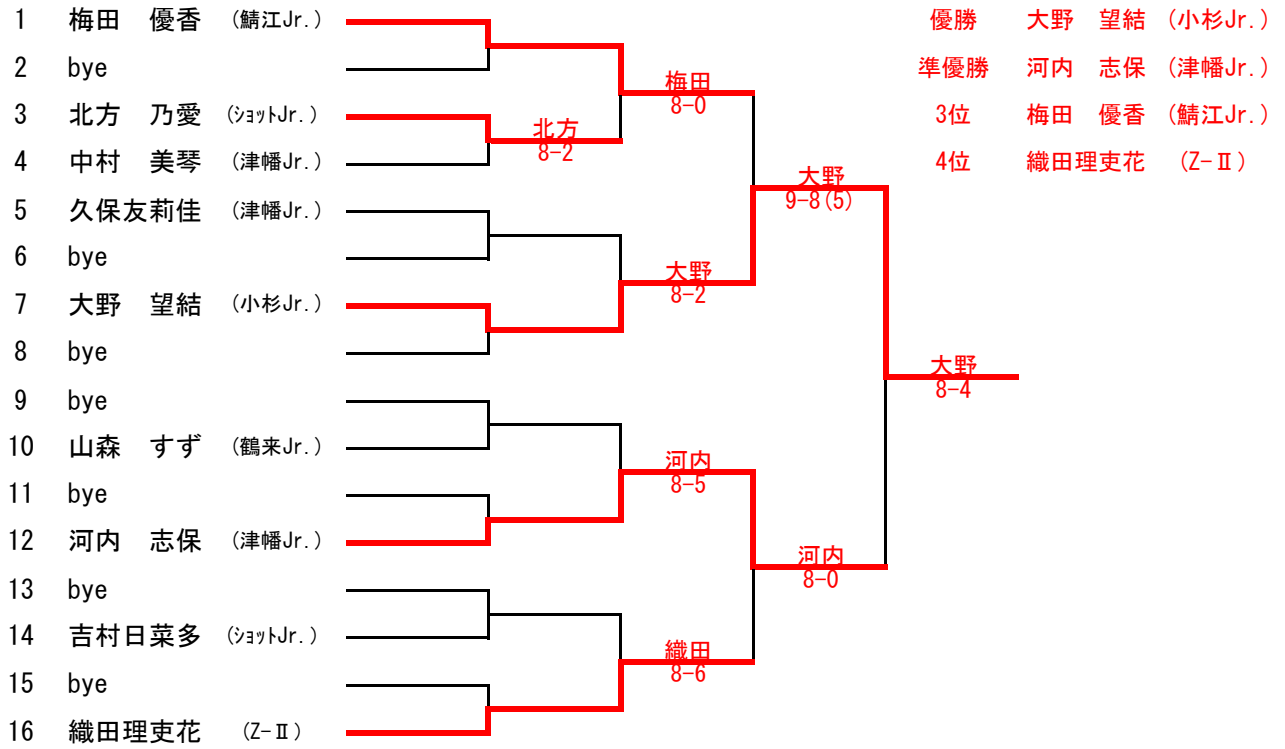 1 梅田 優香 (鯖江Jr.)
2 bye
3 北方 乃愛 (ｼｮｯﾄJr.)
4 中村 美琴 (津幡Jr.)
5 久保友莉佳 (津幡Jr.)
6 bye
7 大野 望結 (小杉Jr.)
8 bye
9 bye
10 山森 すず (鶴来Jr.)
11 bye
12 河内 志保 (津幡Jr.)
13 bye
14 吉村日菜多 (ｼｮｯﾄJr.)
15 bye
16 織田理吏花 (Z-Ⅱ)
北方
8-2
梅田
8-0
大野
8-2
河内
8-5
織田
8-6
大野
9-8(5)
河内
8-0
大野
8-4
優勝 大野 望結 (小杉Jr.)
準優勝 河内 志保 (津幡Jr.)
3位 梅田 優香 (鯖江Jr.)
4位 織田理吏花 (Z-Ⅱ)